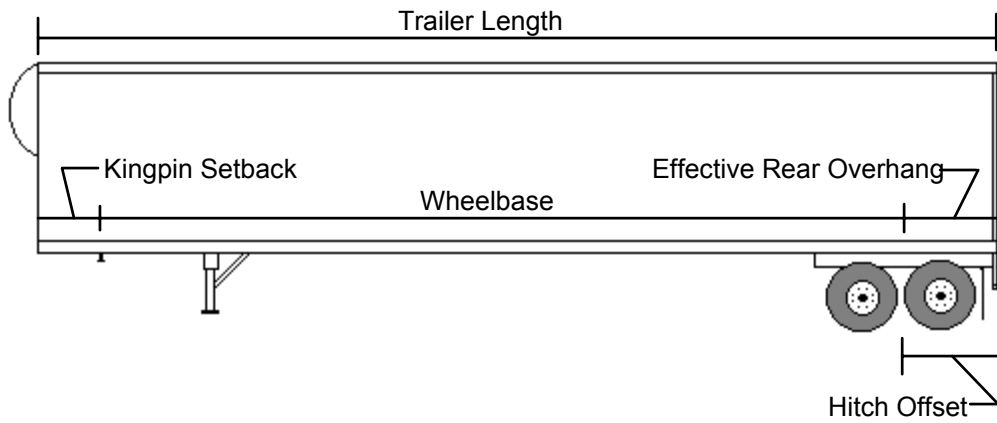 Trailer Length
Kingpin Setback
Effective Rear Overhang
Wheelbase
Hitch Offset